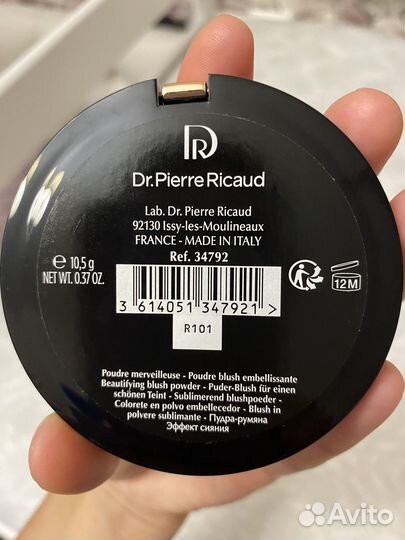 DR
Dr.Pierre Ricaud
Lab. Dr. Pierre Ricaud
92130 Issy-les-Moulineaux
FRANCE - MADE IN ITALY
Ref. 34792
℮ 10,5 g
NET WT. 0.37 OZ.
12M
3 614051 347921 >
R101
Poudre merveilleuse - Poudre blush embellissante
Beautifying blush powder - Puder-Blush für einen
schönen Teint - Sublimerend blushpoeder -
Colorete en polvo embellecedor - Blush in
polvere sublimante - Пудра-румяна
Эффект сияния
Avito